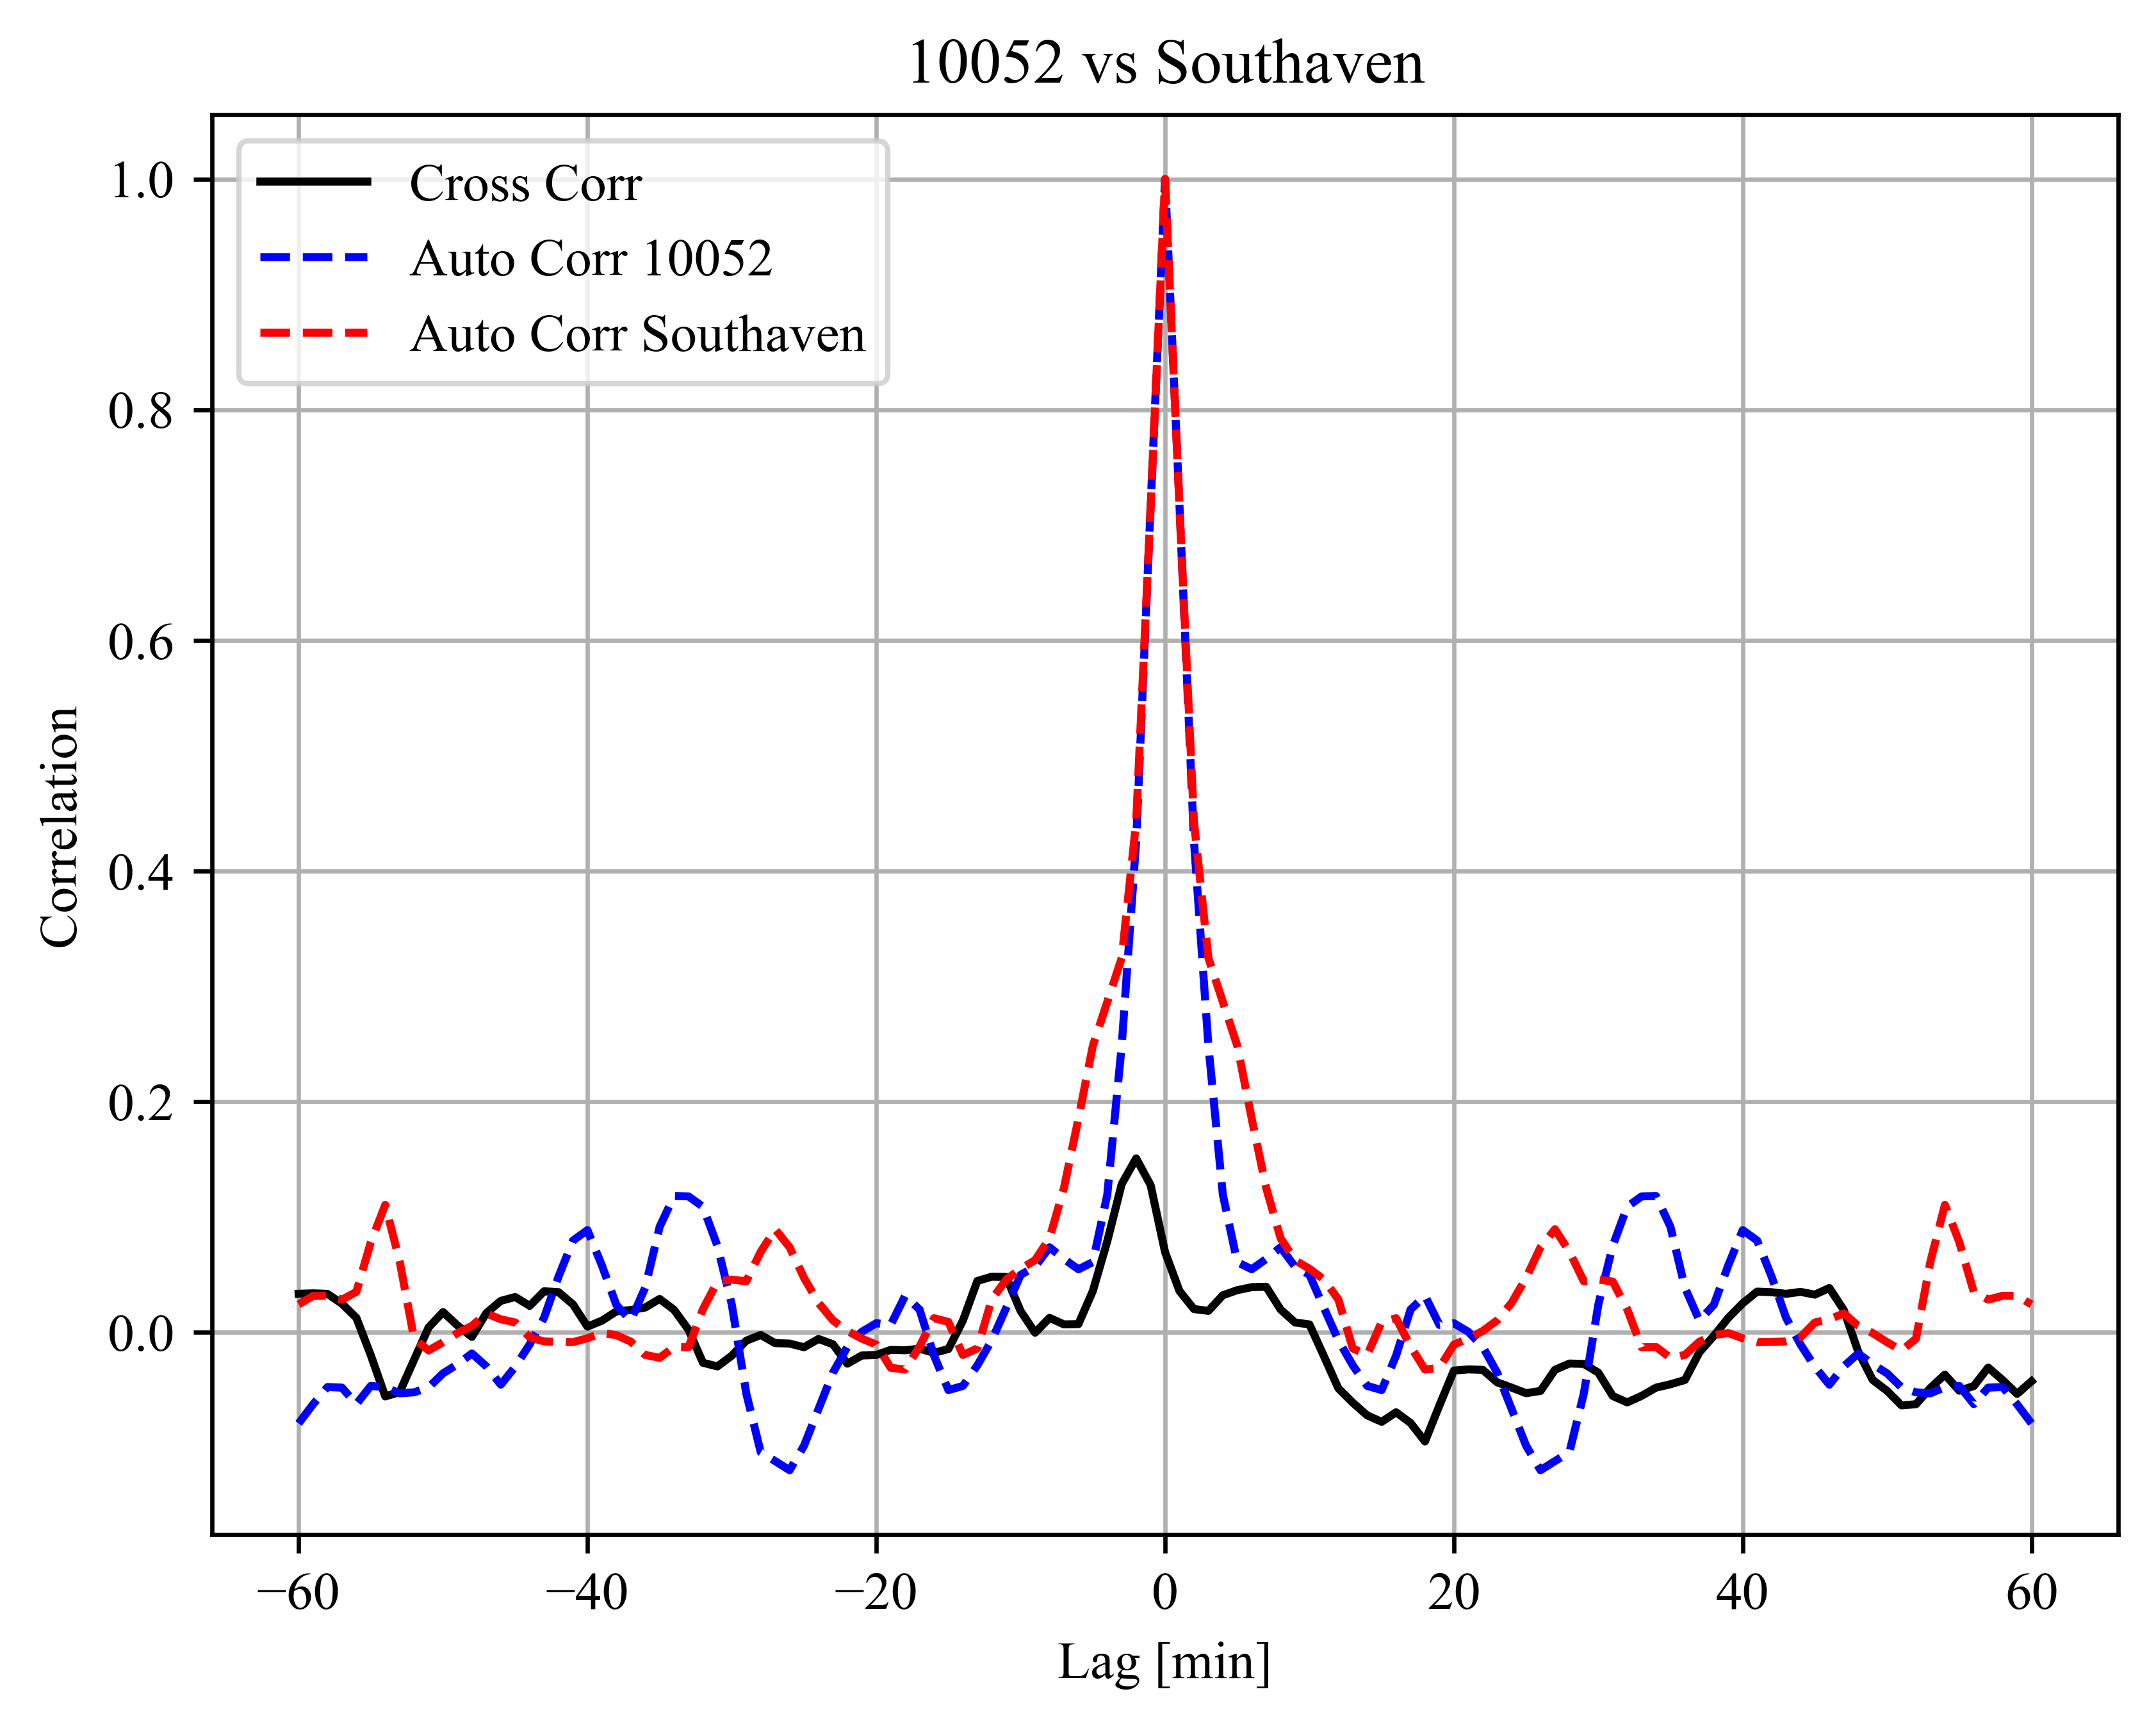 10052 vs Southaven
Cross Corr
Auto Corr 10052
Auto Corr Southaven
Correlation
1.0
0.8
0.6
0.4
0.2
0.0
−60 −40 −20 0 20 40 60
Lag [min]